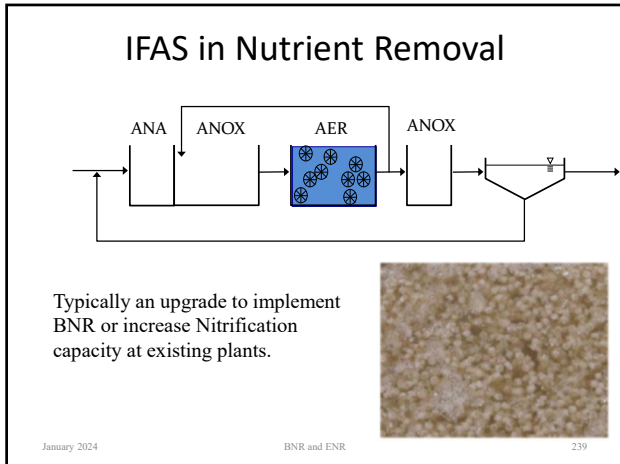 IFAS in Nutrient Removal
ANA ANOX AER ANOX
Typically an upgrade to implement
BNR or increase Nitrification
capacity at existing plants.
January 2024 BNR and ENR 239